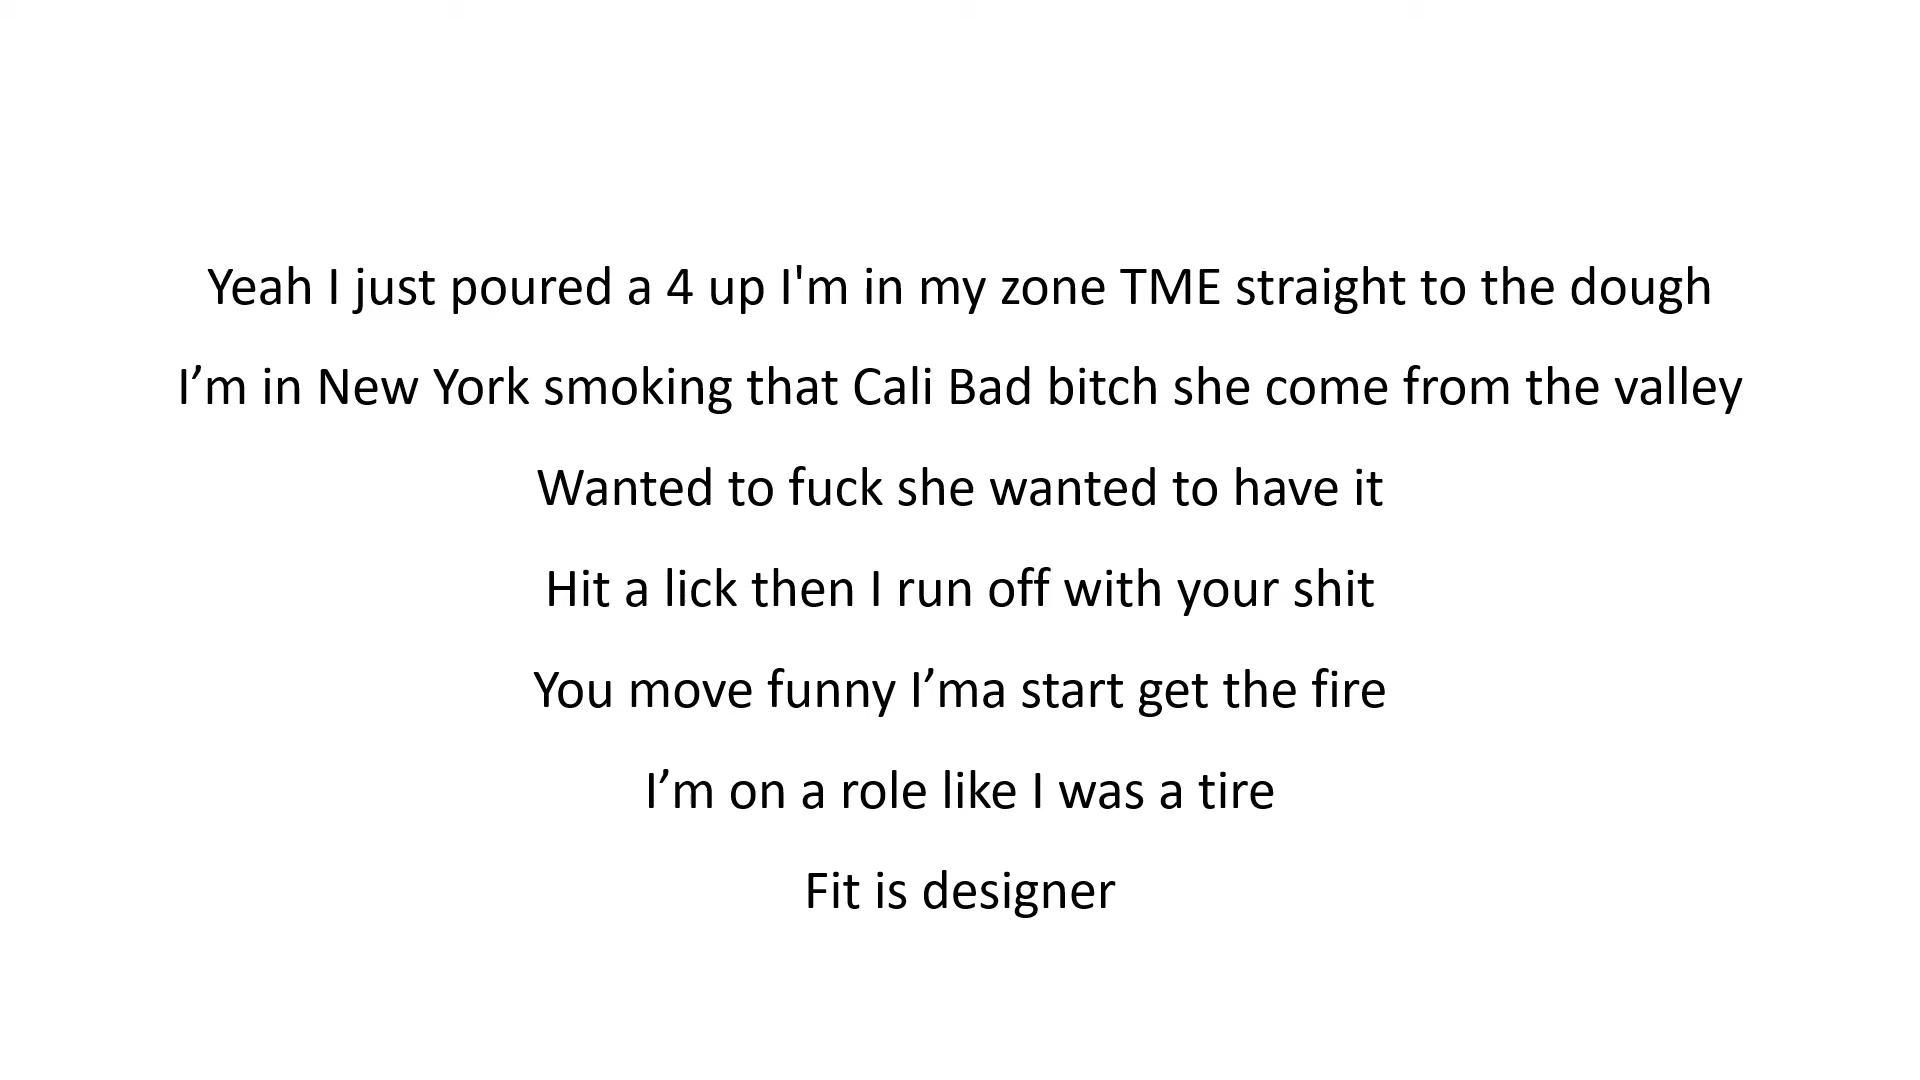 Yeah I just poured a 4 up I'm in my zone TME straight to the dough
I’m in New York smoking that Cali Bad bitch she come from the valley
Wanted to fuck she wanted to have it
Hit a lick then I run off with your shit
You move funny I’ma start get the fire
I’m on a role like I was a tire
Fit is designer